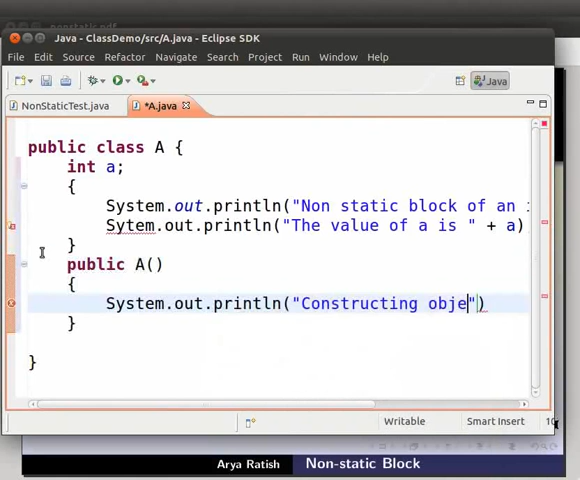 Java - ClassDemo/src/A.java - Eclipse SDK
File Edit Source Refactor Navigate Search Project Run Window Help
Java
NonStaticTest.java *A.java
public class A {
int a;
{
System.out.println("Non static block of an i
Sytem.out.println("The value of a is " + a)
}
public A()
{
System.out.println("Constructing obje")
}
}
Writable Smart Insert 10
Arya Ratish Non-static Block